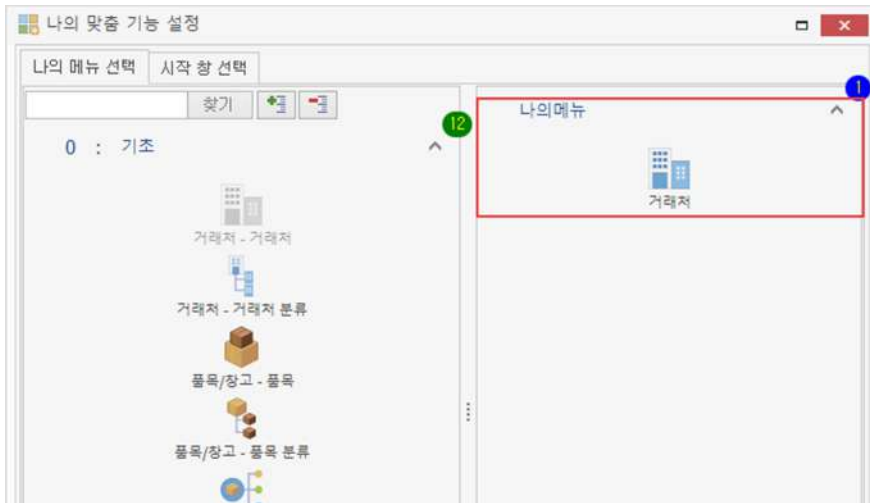 나의 맞춤 기능 설정
나의 메뉴 선택 시작 창 선택
찾기
1
12
나의메뉴
0 : 기초
거래처
거래처 - 거래처
거래처 - 거래처 분류
품목/창고 - 품목
품목/창고 - 품목 분류